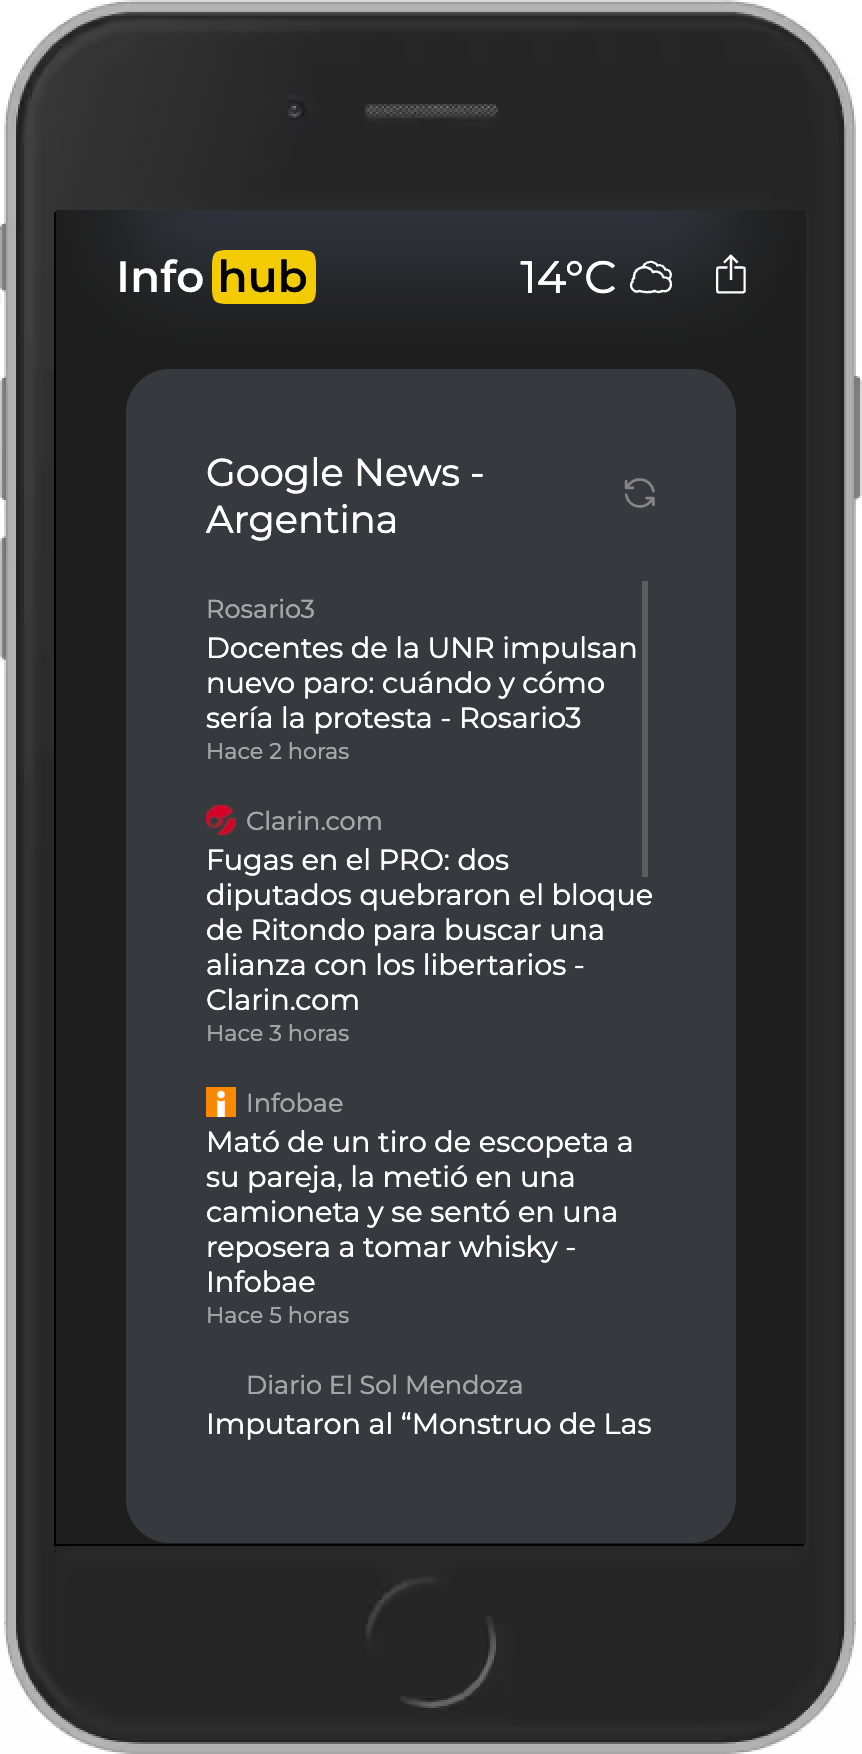 Info hub 14°C
Google News -
Argentina
Rosario3
Docentes de la UNR impulsan
nuevo paro: cuándo y cómo
sería la protesta - Rosario3
Hace 2 horas
Clarin.com
Fugas en el PRO: dos
diputados quebraron el bloque
de Ritondo para buscar una
alianza con los libertarios -
Clarin.com
Hace 3 horas
Infobae
Mató de un tiro de escopeta a
su pareja, la metió en una
camioneta y se sentó en una
reposera a tomar whisky -
Infobae
Hace 5 horas
Diario El Sol Mendoza
Imputaron al “Monstruo de Las